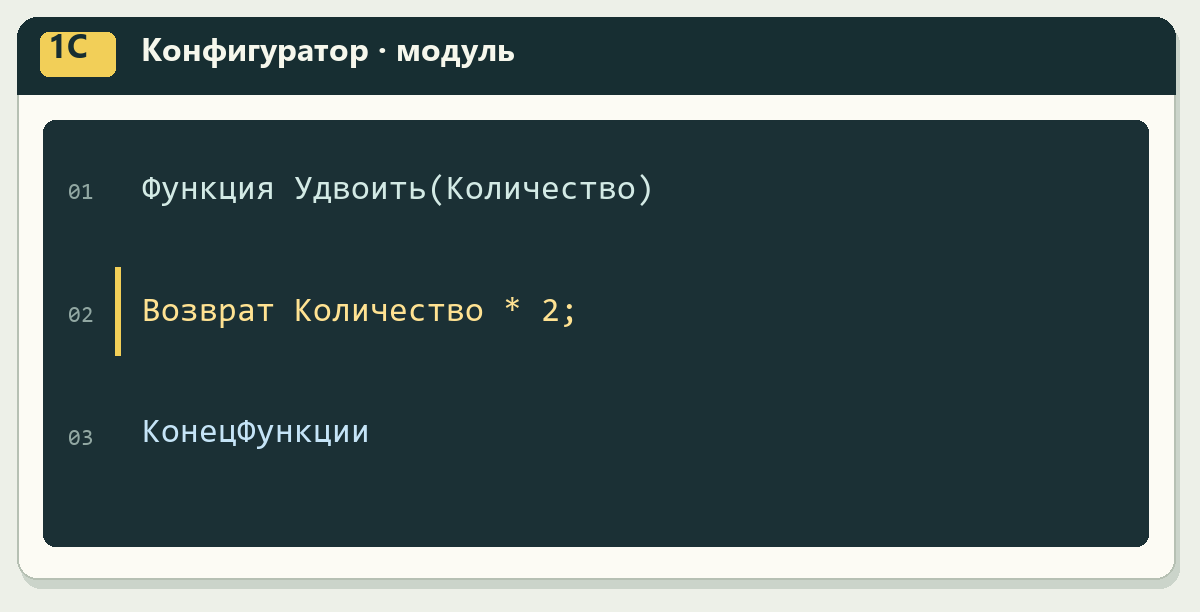 1С
Конфигуратор · модуль
01 Функция Удвоить(Количество)
02 Возврат Количество * 2;
03 КонецФункции